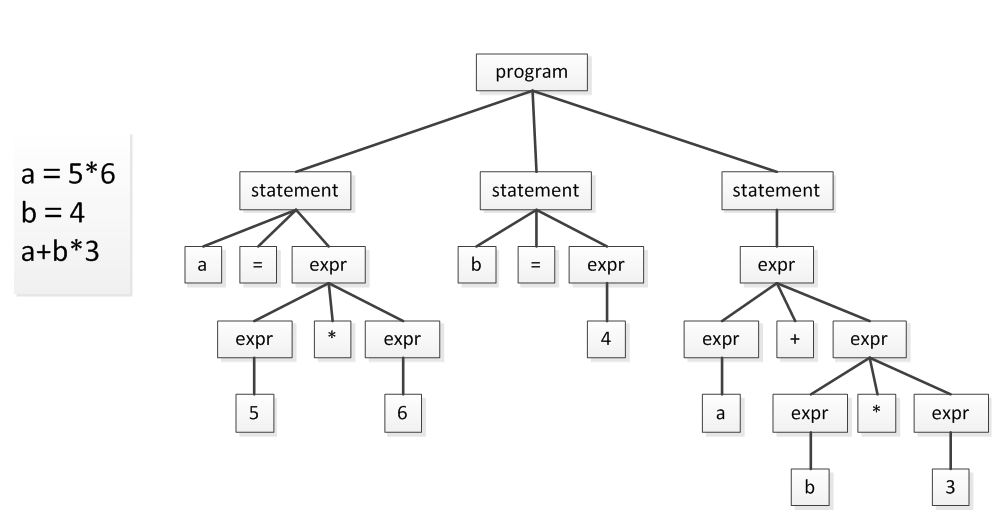 program
a = 5*6
b = 4
a+b*3
statement statement statement
a = expr b = expr expr
expr * expr 4 expr + expr
5 6 a expr * expr
b 3